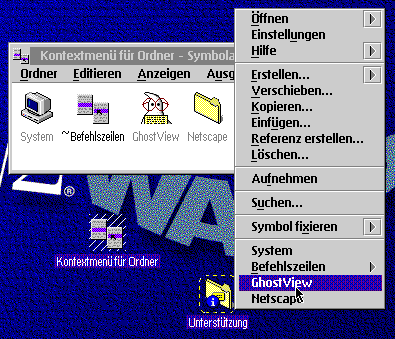 Kontextmenü für Ordner - Symbola
Ordner Editieren Anzeigen Ausg
System ~Befehlszeilen GhostView Netscape
Öffnen
Einstellungen
Hilfe
Erstellen...
Verschieben...
Kopieren...
Einfügen...
Referenz erstellen...
Löschen...
Aufnehmen
Suchen...
Symbol fixieren
System
Befehlszeilen
GhostView
Netscape
® WA
Kontextmenü für Ordner
Unterstützung